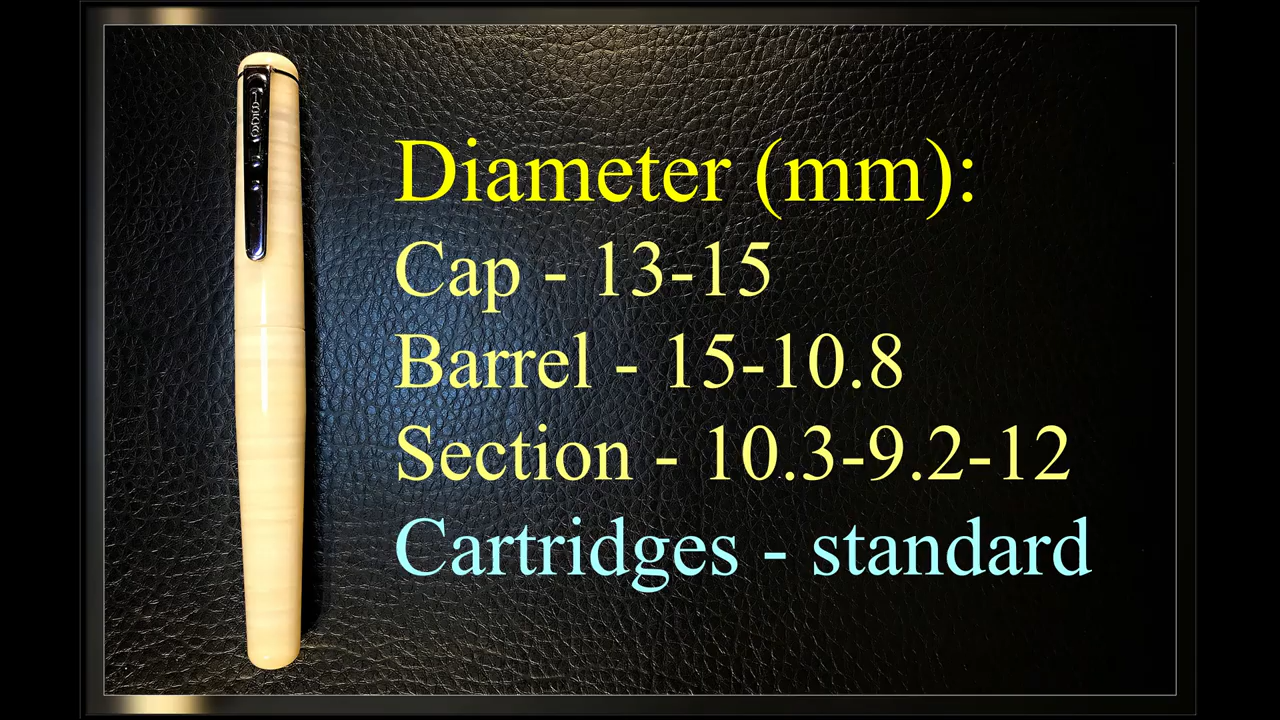 Diameter (mm):
Cap - 13-15
Barrel - 15-10.8
Section - 10.3-9.2-12
Cartridges - standard